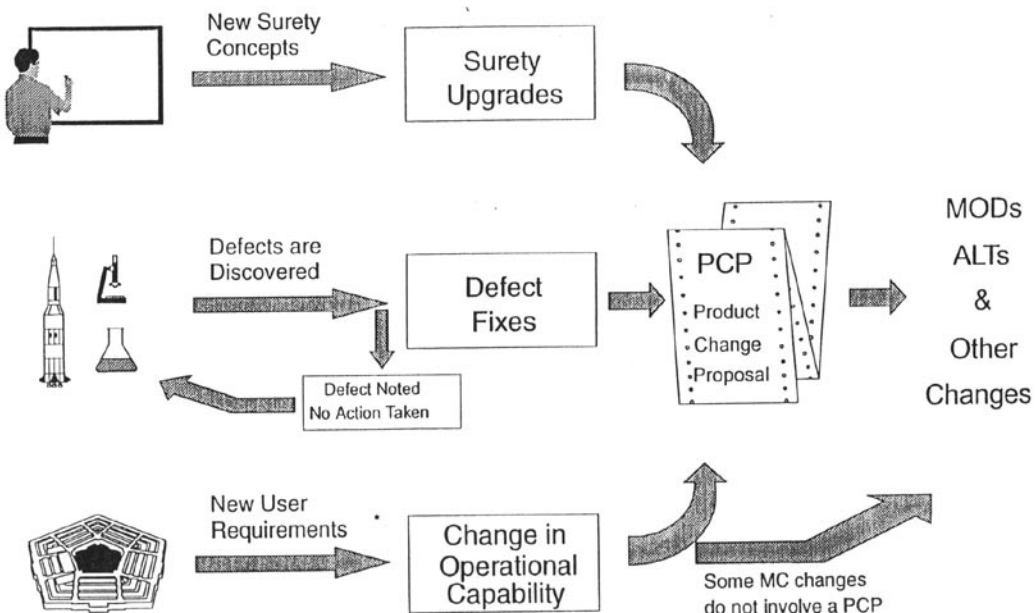 New Surety
Concepts
Surety
Upgrades
Defects are
Discovered
Defect
Fixes
Defect Noted
No Action Taken
PCP
Product
Change
Proposal
MODs
ALTs
&
Other
Changes
New User
Requirements
Change in
Operational
Capability
Some MC changes
do not involve a PCP